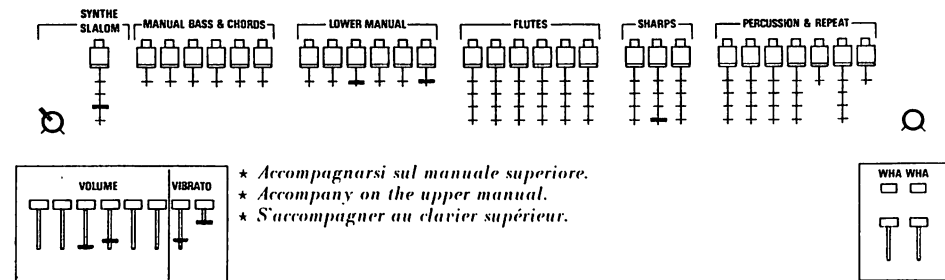 SYNTHE
SLALOM
MANUAL BASS & CHORDS
LOWER MANUAL
FLUTES
SHARPS
PERCUSSION & REPEAT
VOLUME
VIBRATO
★ Accompagnarsi sul manuale superiore.
★ Accompany on the upper manual.
★ S'accompagner au clavier supérieur.
WHA WHA